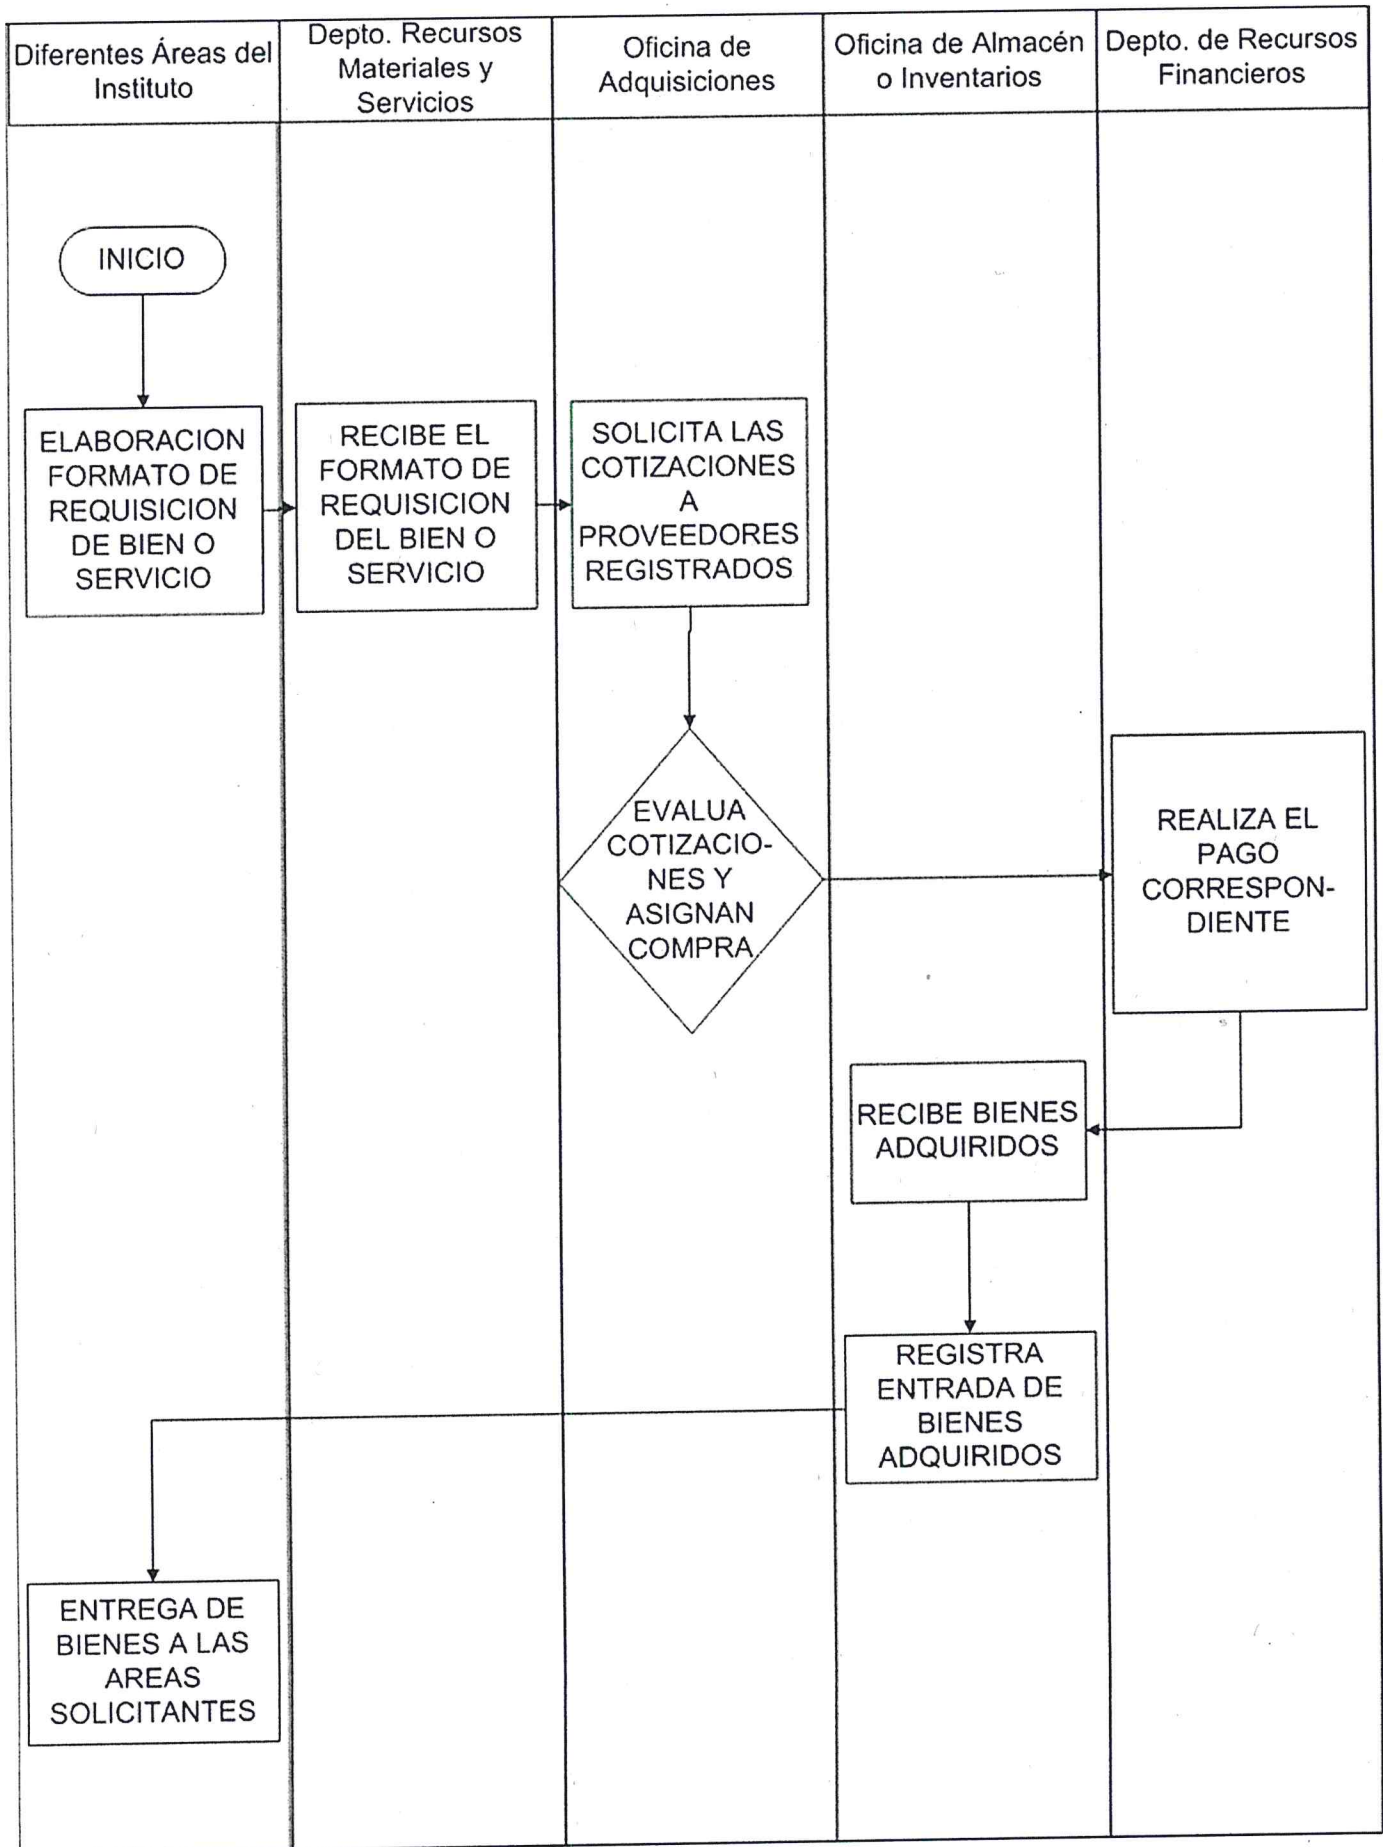 Diferentes Áreas del
Instituto
Depto. Recursos
Materiales y
Servicios
Oficina de
Adquisiciones
Oficina de Almacén
o Inventarios
Depto. de Recursos
Financieros
INICIO
ELABORACION
FORMATO DE
REQUISICION
DE BIEN O
SERVICIO
RECIBE EL
FORMATO DE
REQUISICION
DEL BIEN O
SERVICIO
SOLICITA LAS
COTIZACIONES
A
PROVEEDORES
REGISTRADOS
EVALUA
COTIZACIO-
NES Y
ASIGNAN
COMPRA
REALIZA EL
PAGO
CORRESPON-
DIENTE
RECIBE BIENES
ADQUIRIDOS
REGISTRA
ENTRADA DE
BIENES
ADQUIRIDOS
ENTREGA DE
BIENES A LAS
AREAS
SOLICITANTES